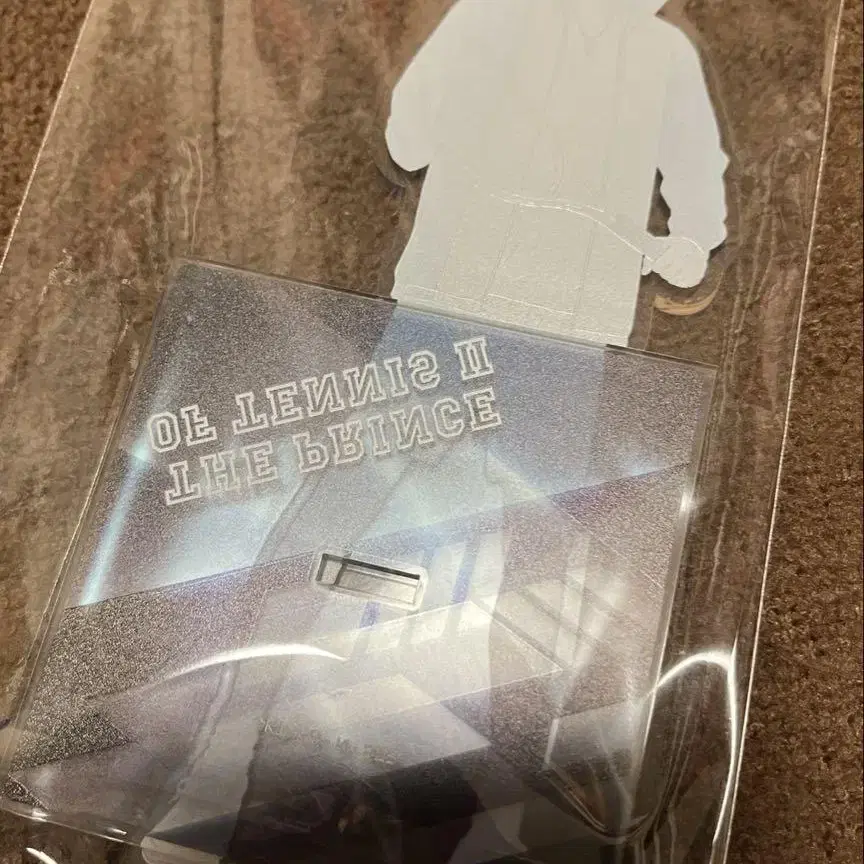 THE PRINCE
OF TENNIS II